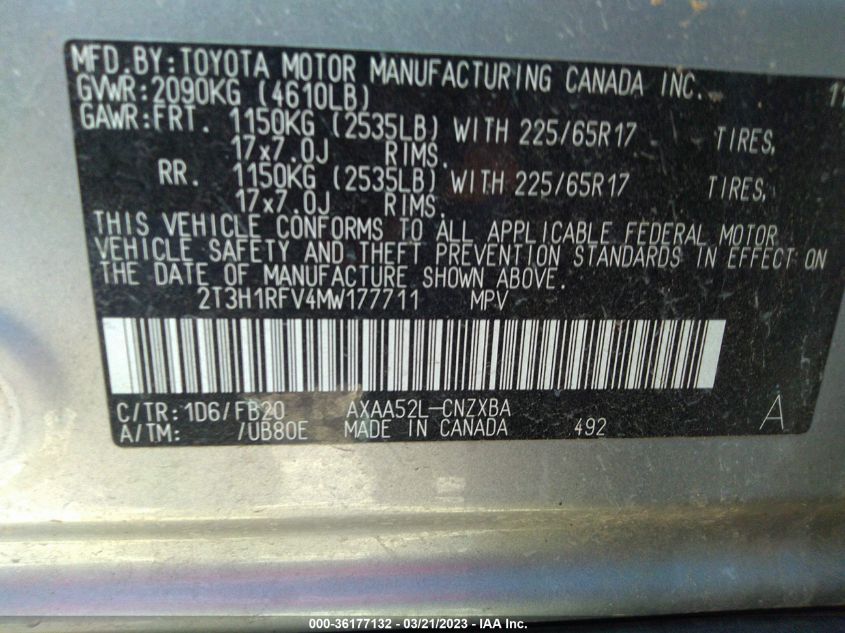 MFD.BY:TOYOTA MOTOR MANUFACTURING CANADA INC. 11
GVWR:2090KG (4610LB)
GAWR:FRT. 1150KG (2535LB) WITH 225/65R17 TIRES,
17x7.0J RIMS.
RR. 1150KG (2535LB) WITH 225/65R17 TIRES,
17x7.0J RIMS.
THIS VEHICLE CONFORMS TO ALL APPLICABLE FEDERAL MOTOR
VEHICLE SAFETY AND THEFT PREVENTION STANDARDS IN EFFECT ON
THE DATE OF MANUFACTURE SHOWN ABOVE.
2T3H1RFV4MW177711 MPV
C/TR:1D6/FB20 AXAA52L-CNZXBA
A/TM: /UB80E MADE IN CANADA 492 A
000-36177132 - 03/21/2023 - IAA Inc.